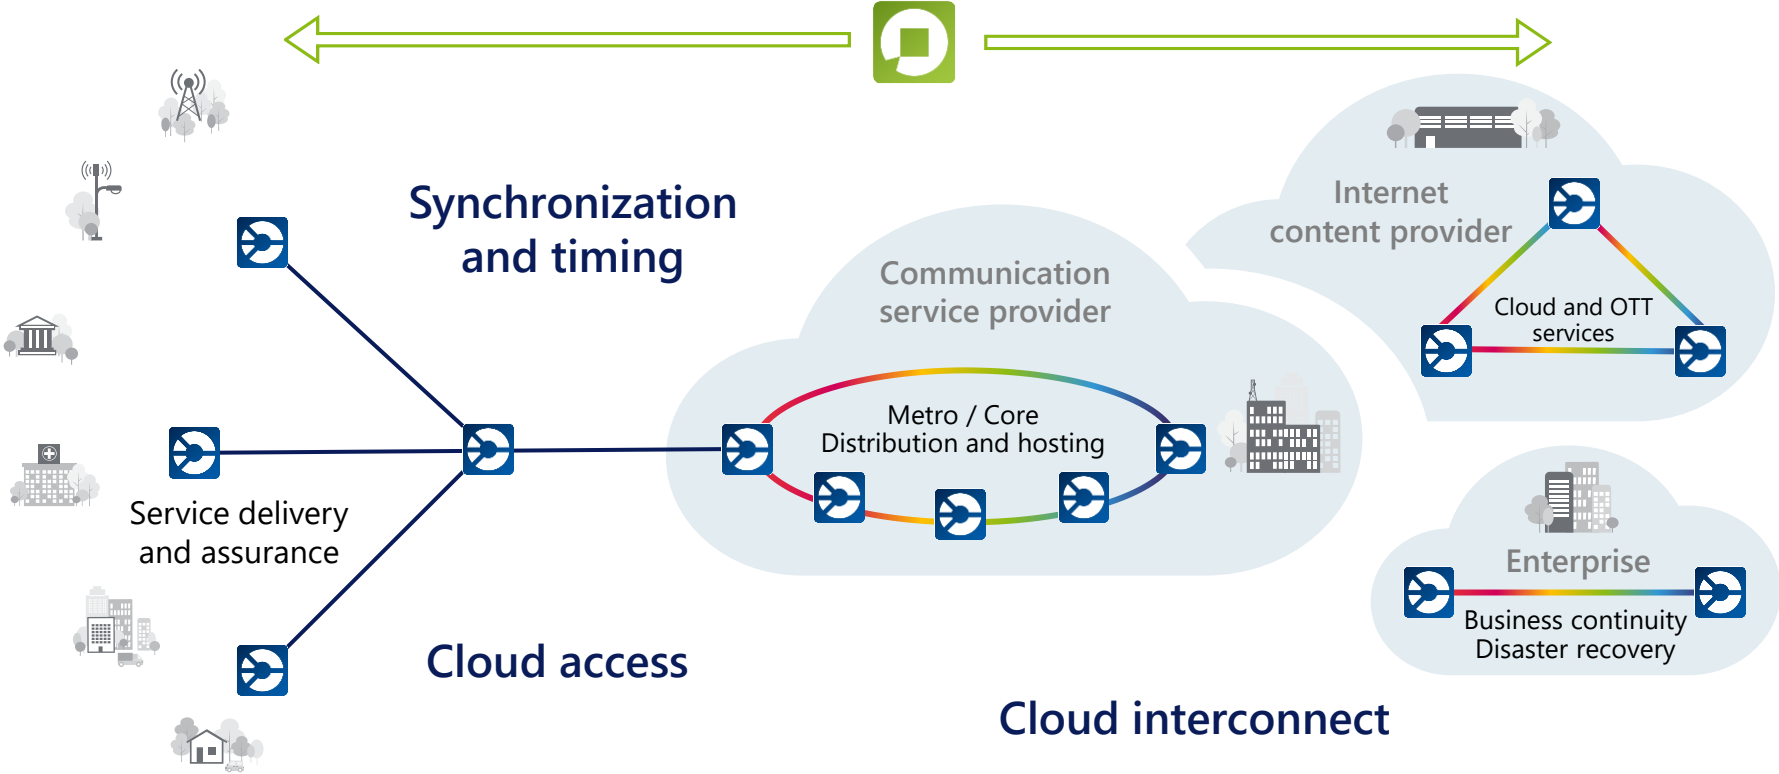 Synchronization
and timing
Internet
content provider
Communication
service provider
Cloud and OTT
services
Metro / Core
Distribution and hosting
Service delivery
and assurance
Enterprise
Business continuity
Disaster recovery
Cloud access
Cloud interconnect